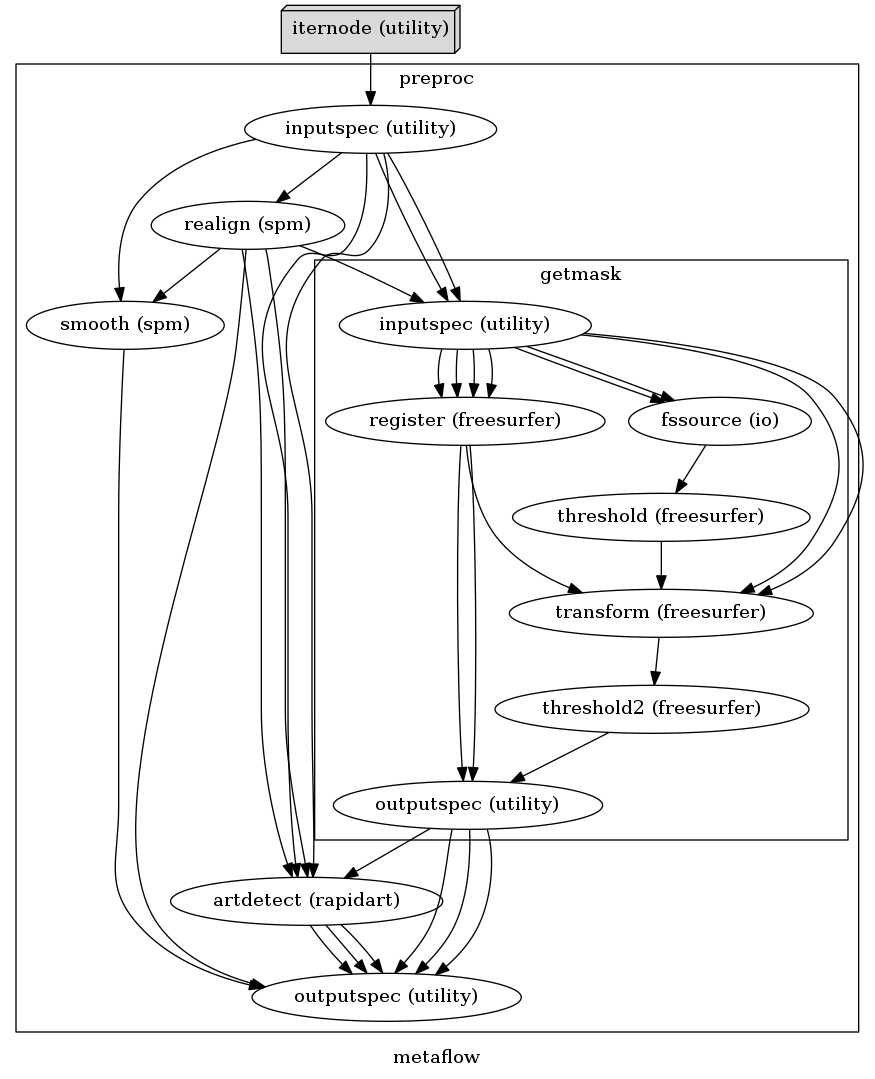 iternode (utility)
preproc
inputspec (utility)
realign (spm)
getmask
smooth (spm)
inputspec (utility)
register (freesurfer)
fssource (io)
threshold (freesurfer)
transform (freesurfer)
threshold2 (freesurfer)
outputspec (utility)
artdetect (rapidart)
outputspec (utility)
metaflow